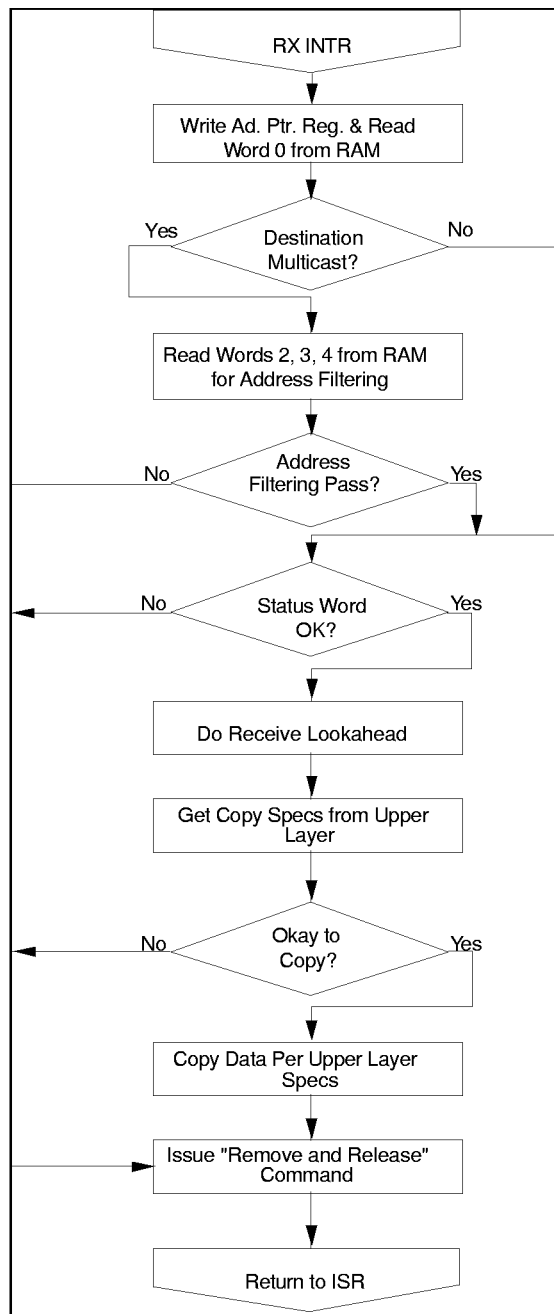 RX INTR
Write Ad. Ptr. Reg. & Read
Word 0 from RAM
Yes
No
Destination
Multicast?
Read Words 2, 3, 4 from RAM
for Address Filtering
No
Address
Yes
Filtering Pass?
No
Status Word
Yes
OK?
Do Receive Lookahead
Get Copy Specs from Upper
Layer
No
Okay to
Yes
Copy?
Copy Data Per Upper Layer
Specs
Issue "Remove and Release"
Command
Return to ISR